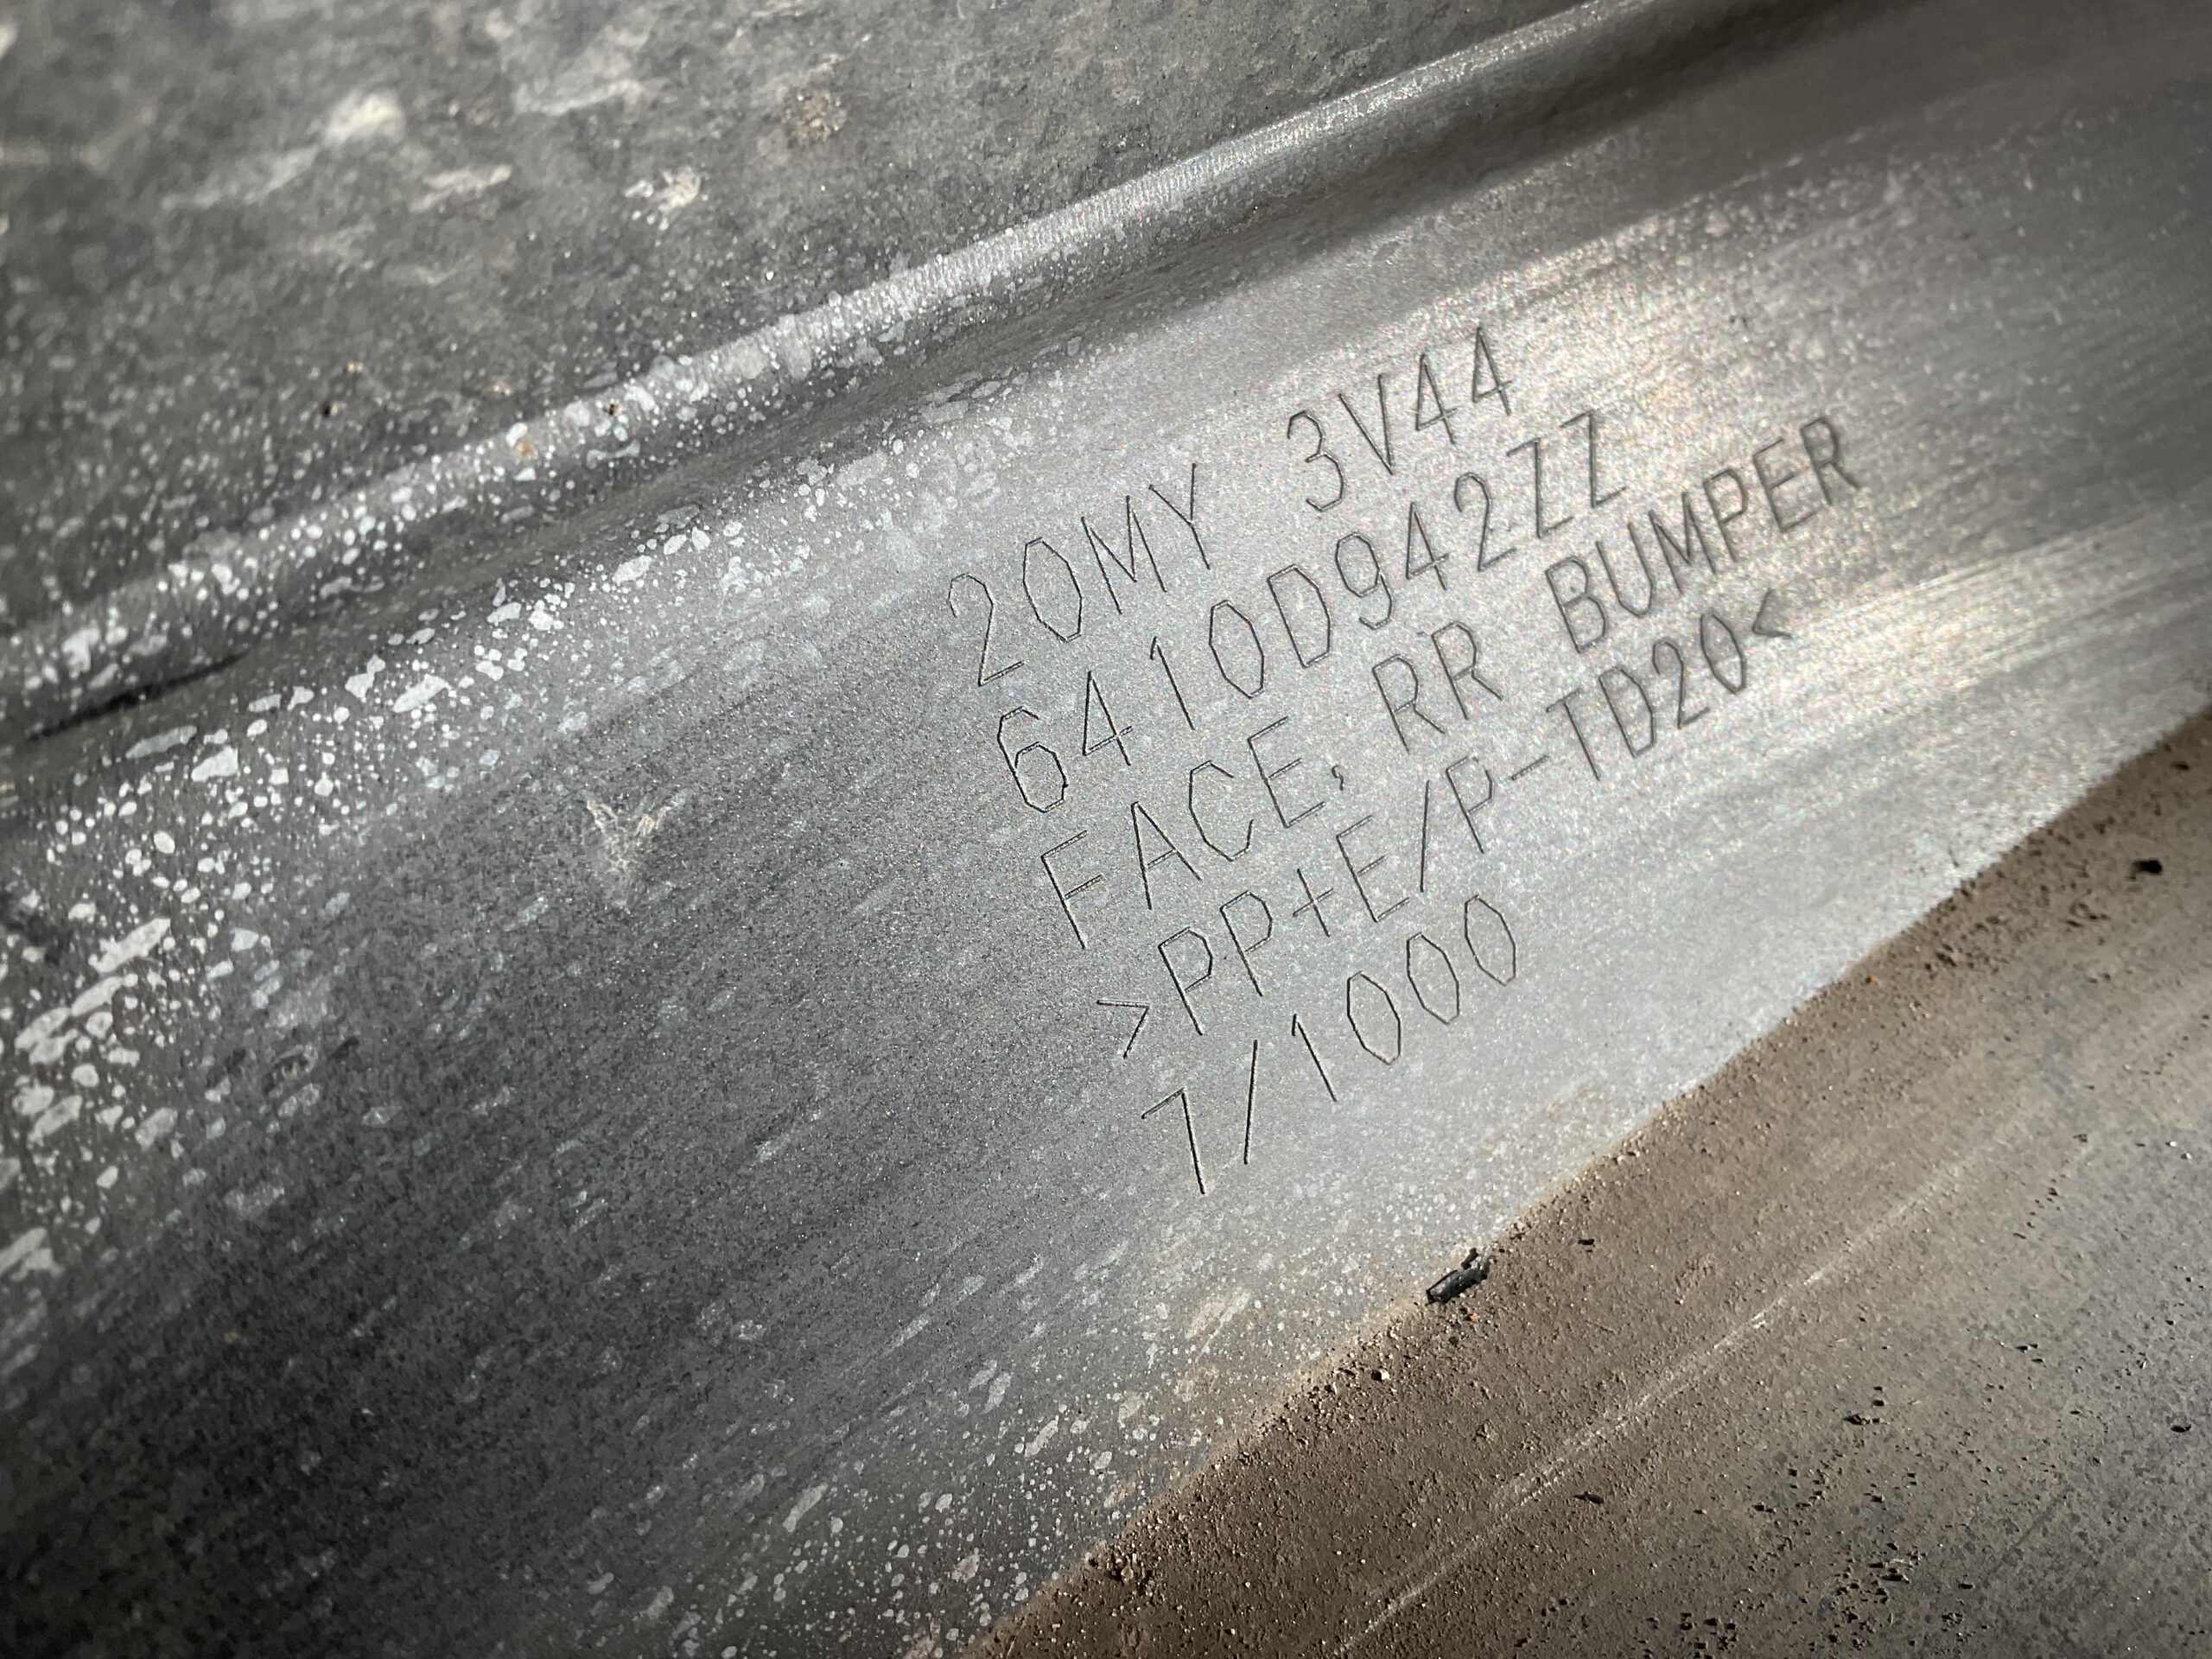 20MY 3V44
6410D942ZZ
FACE, RR BUMPER
>PP+E/P-TD20<
7/1000